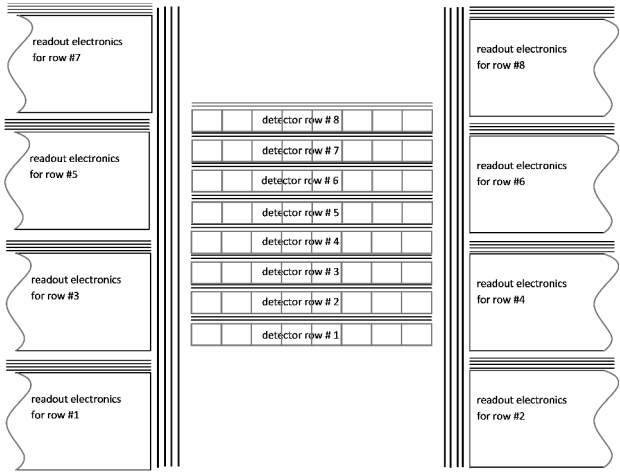 readout electronics
for row #7
readout electronics
for row #5
readout electronics
for row #3
readout electronics
for row #1
detector row # 8
detector row # 7
detector row # 6
detector row # 5
detector row # 4
detector row # 3
detector row # 2
detector row # 1
readout electronics
for row #8
readout electronics
for row #6
readout electronics
for row #4
readout electronics
for row #2